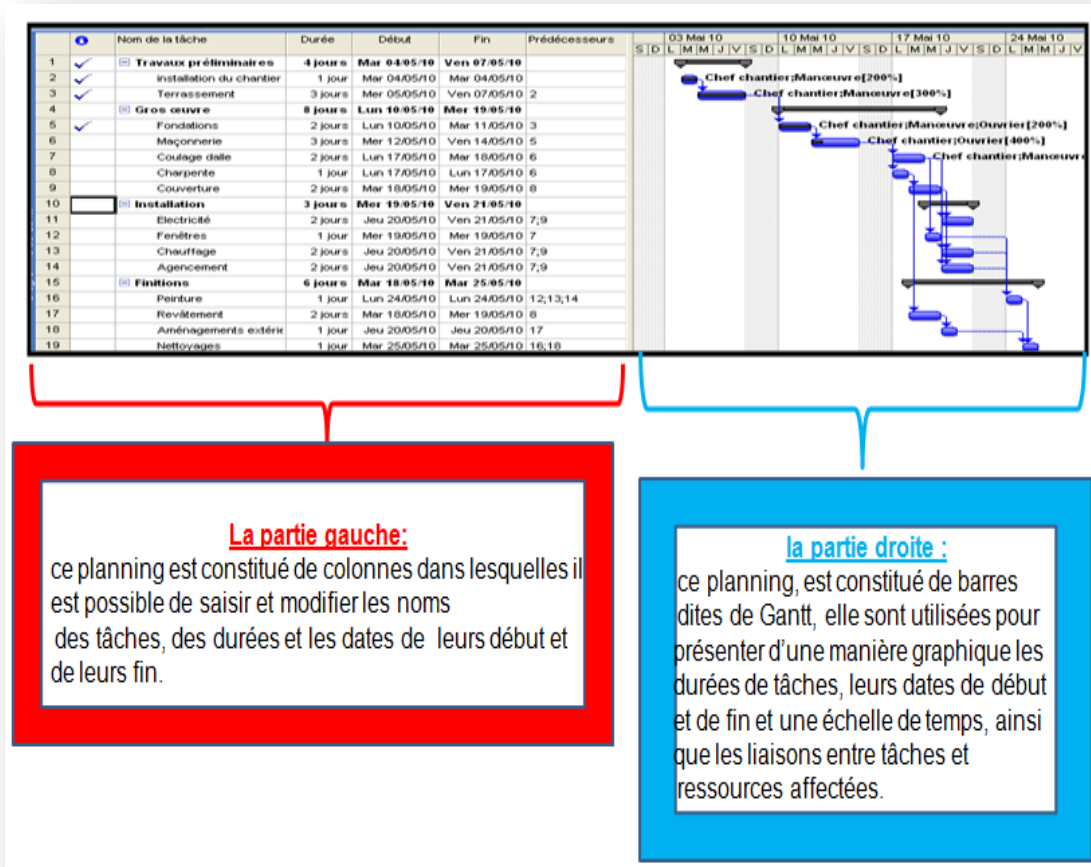 Nom de la tâche Durée Début Fin Prédécesseurs 03 Mai 10 10 Mai 10 17 Mai 10 24 Mai 10
S D L M M J V S D L M M J V S D L M M J V S D L M M J V
1 Travaux préliminaires 4 jours Mar 04/05/10 Ven 07/05/10
2 installation du chantier 1 jour Mar 04/05/10 Mar 04/05/10 Chef chantier;Manœuvre[200%]
3 Terrassement 3 jours Mer 05/05/10 Ven 07/05/10 2 Chef chantier;Manœuvre[300%]
4 Gros œuvre 8 jours Lun 10/05/10 Mer 19/05/10
5 Fondations 2 jours Lun 10/05/10 Mar 11/05/10 3 Chef chantier;Manœuvre;Ouvrier[200%]
6 Maçonnerie 3 jours Mer 12/05/10 Ven 14/05/10 5 Chef chantier;Ouvrier[400%]
7 Coulage dalle 2 jours Lun 17/05/10 Mar 18/05/10 6 Chef chantier;Manœuvre
8 Charpente 1 jour Lun 17/05/10 Lun 17/05/10 6
9 Couverture 2 jours Mar 18/05/10 Mer 19/05/10 8
10 Installation 3 jours Mer 19/05/10 Ven 21/05/10
11 Electricité 2 jours Jeu 20/05/10 Ven 21/05/10 7;9
12 Fenêtres 1 jour Mer 19/05/10 Mer 19/05/10 7
13 Chauffage 2 jours Jeu 20/05/10 Ven 21/05/10 7;9
14 Agencement 2 jours Jeu 20/05/10 Ven 21/05/10 7;9
15 Finitions 6 jours Mar 18/05/10 Mar 25/05/10
16 Peinture 1 jour Lun 24/05/10 Lun 24/05/10 12;13;14
17 Revêtement 2 jours Mar 18/05/10 Mer 19/05/10 8
18 Aménagements extérie 1 jour Jeu 20/05/10 Jeu 20/05/10 17
19 Nettoyages 1 jour Mar 25/05/10 Mar 25/05/10 16;18
La partie gauche:
ce planning est constitué de colonnes dans lesquelles il
est possible de saisir et modifier les noms
des tâches, des durées et les dates de leurs début et
de leurs fin.
la partie droite :
ce planning, est constitué de barres
dites de Gantt, elle sont utilisées pour
présenter d'une manière graphique les
durées de tâches, leurs dates de début
et de fin et une échelle de temps, ainsi
que les liaisons entre tâches et
ressources affectées.